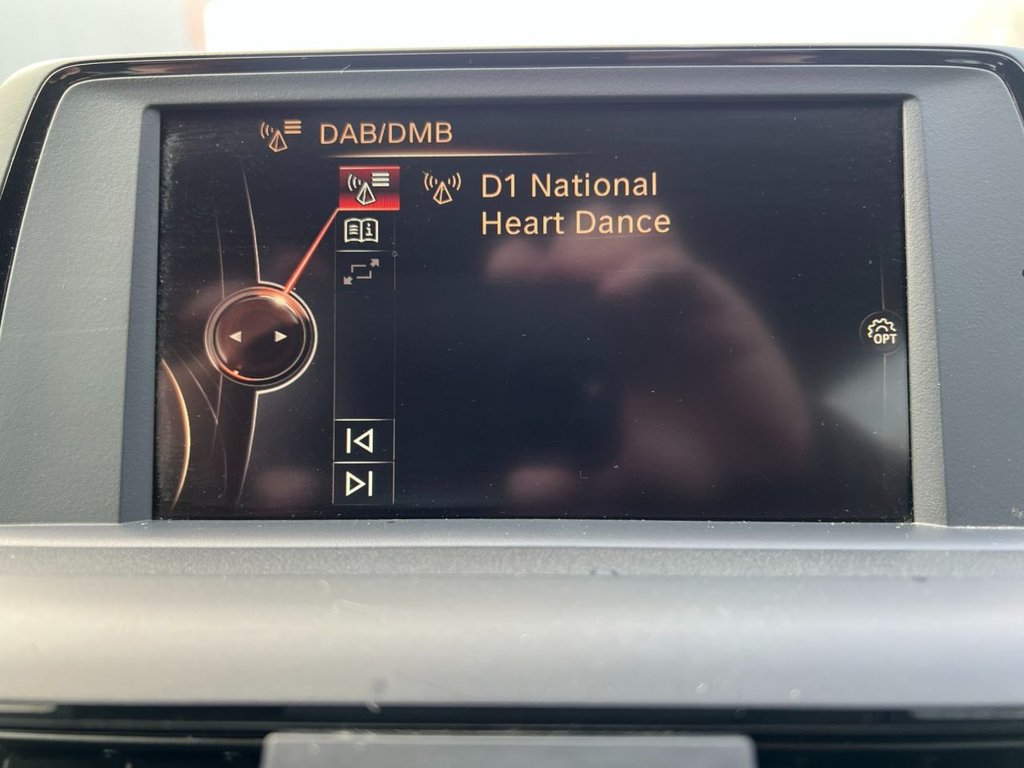 DAB/DMB
D1 National
Heart Dance
OPT